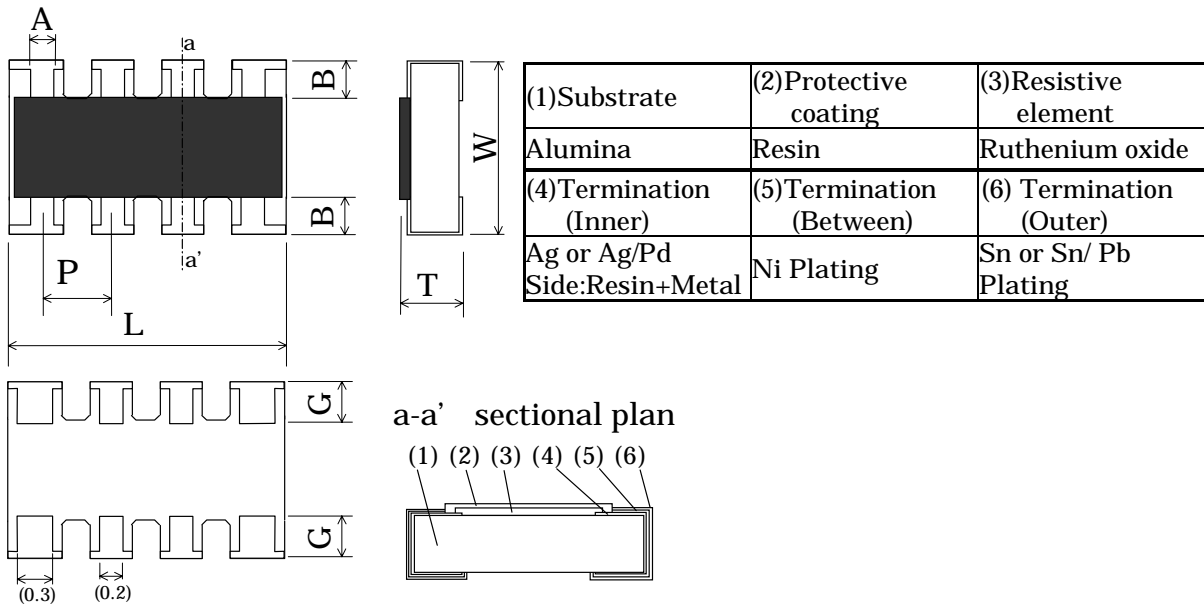 A
a
B
B
a'
P
L
W
T
(1)Substrate
(2)Protective
coating
(3)Resistive
element
Alumina
Resin
Ruthenium oxide
(4)Termination
(Inner)
(5)Termination
(Between)
(6) Termination
(Outer)
Ag or Ag/Pd
Side:Resin+Metal
Ni Plating
Sn or Sn/ Pb
Plating
G
G
(0.3)
(0.2)
a-a' sectional plan
(1) (2) (3) (4) (5) (6)